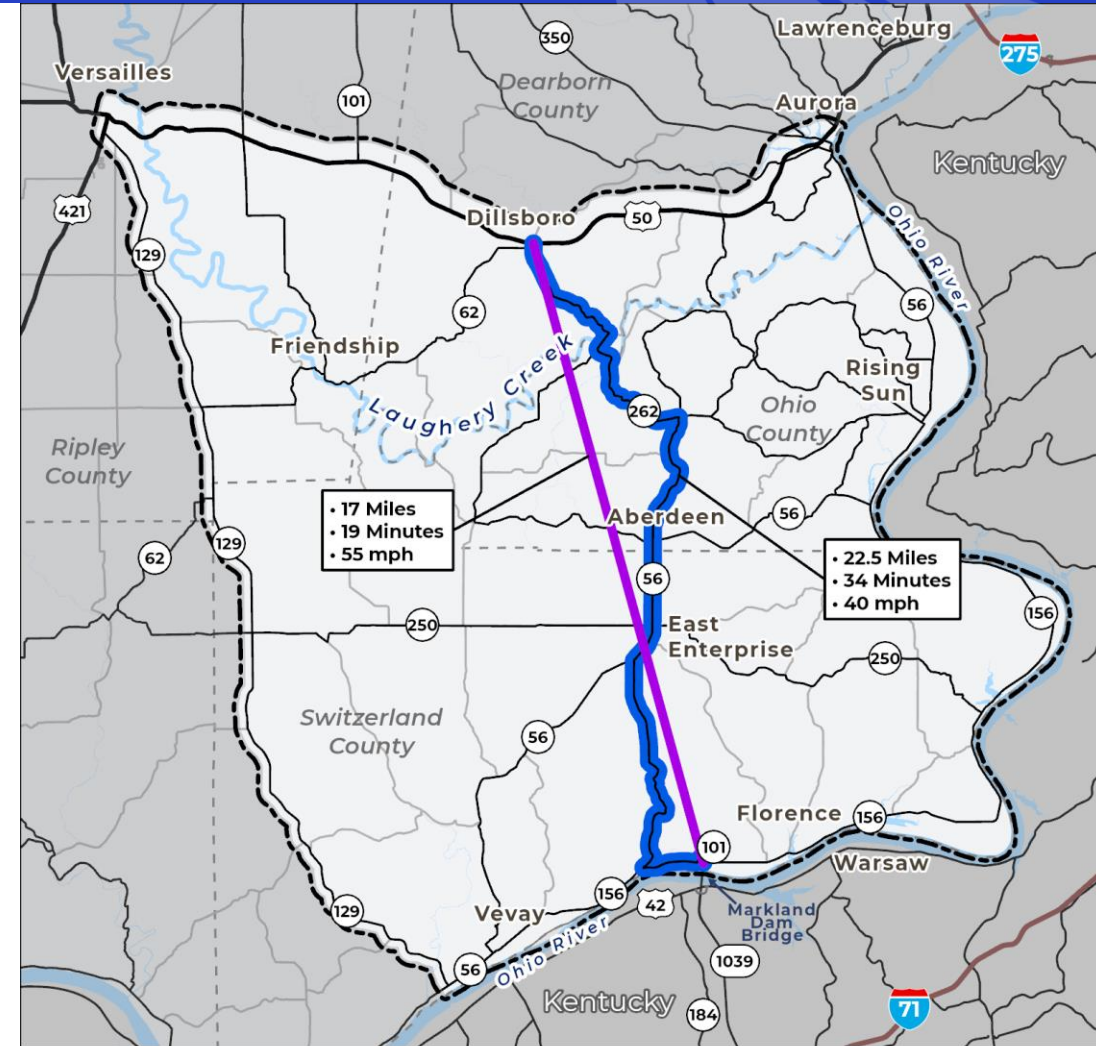 Lawrenceburg
350
275
Versailles
Dearborn
County
101
Aurora
Kentucky
421
Dillsboro
50
Ohio River
129
56
62
Friendship
Laughery Creek
Rising
Sun
262
Ohio
County
Ripley
County
• 17 Miles
• 19 Minutes
• 55 mph
Aberdeen
56
129
62
• 22.5 Miles
• 34 Minutes
• 40 mph
56
156
250
East
Enterprise
250
Switzerland
County
56
Florence
156
101
Warsaw
156
42
Markland
Dam
Bridge
129
Vevay
Ohio River
56
1039
Kentucky
184
71